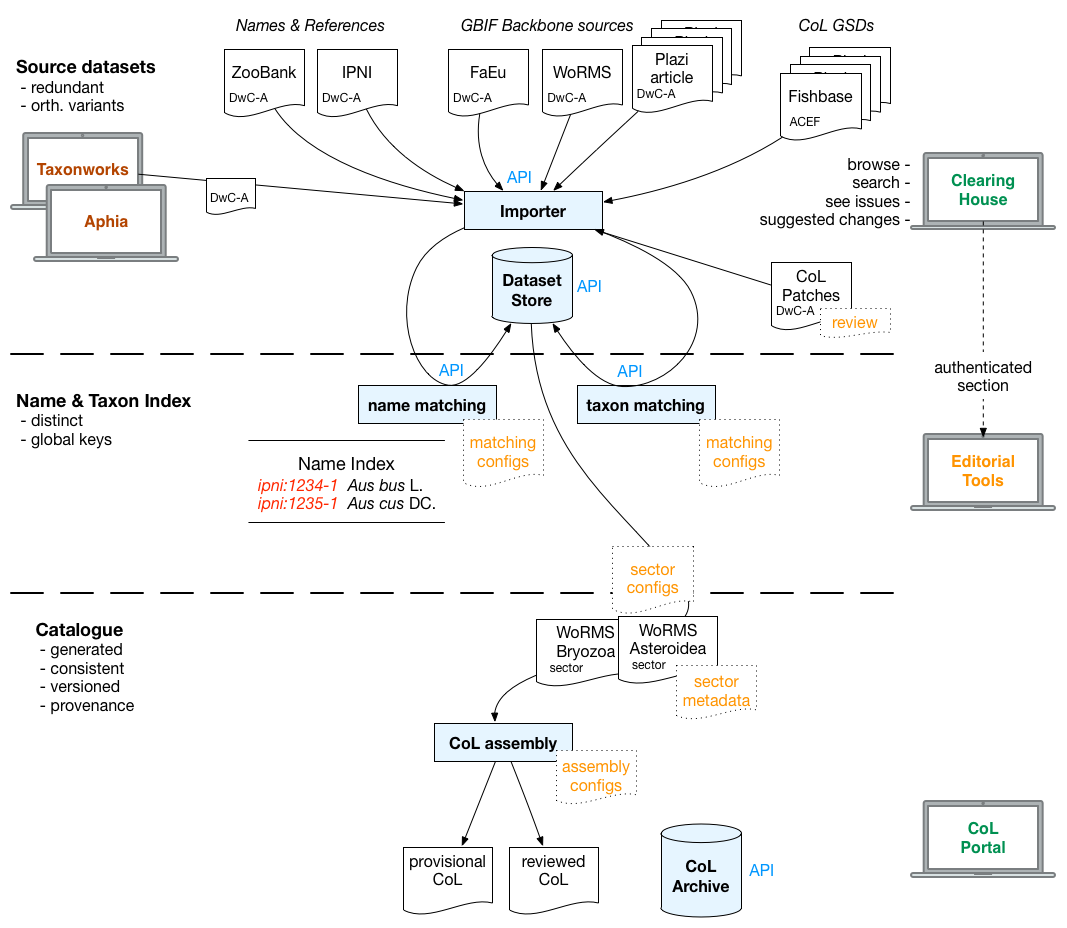 Names & References
GBIF Backbone sources
CoL GSDs
Source datasets
- redundant
- orth. variants
ZooBank
DwC-A
IPNI
DwC-A
FaEu
DwC-A
WoRMS
DwC-A
Plazi
article
DwC-A
Fishbase
ACEF
Taxonworks
Aphia
DwC-A
API
Importer
browse -
search -
see issues -
suggested changes -
Clearing
House
Dataset
Store
API
CoL
Patches
DwC-A
review
authenticated
section
API
API
name matching
taxon matching
Name & Taxon Index
- distinct
- global keys
matching
configs
matching
configs
Name Index
ipni:1234-1 Aus bus L.
ipni:1235-1 Aus cus DC.
Editorial
Tools
sector
configs
Catalogue
- generated
- consistent
- versioned
- provenance
WoRMS
Bryozoa
sector
WoRMS
Asteroidea
sector
sector
metadata
CoL assembly
assembly
configs
provisional
CoL
reviewed
CoL
CoL
Archive
API
CoL
Portal